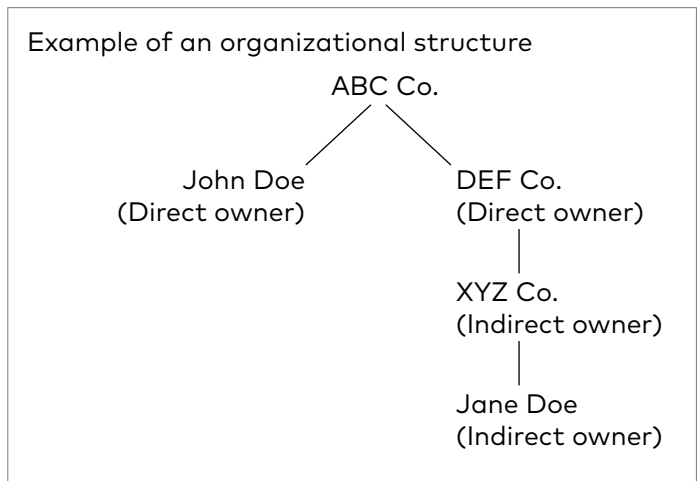 Example of an organizational structure
ABC Co.
John Doe
(Direct owner)
DEF Co.
(Direct owner)
XYZ Co.
(Indirect owner)
Jane Doe
(Indirect owner)